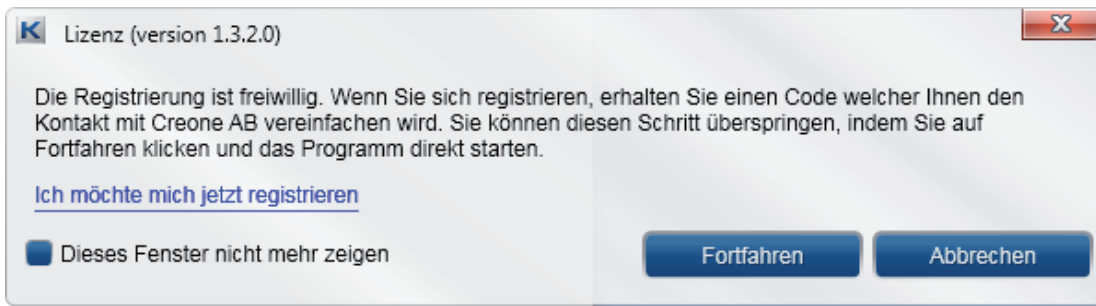 K Lizenz (version 1.3.2.0)
X
Die Registrierung ist freiwillig. Wenn Sie sich registrieren, erhalten Sie einen Code welcher Ihnen den
Kontakt mit Creone AB vereinfachen wird. Sie können diesen Schritt überspringen, indem Sie auf
Fortfahren klicken und das Programm direkt starten.
Ich möchte mich jetzt registrieren
Dieses Fenster nicht mehr zeigen
Fortfahren
Abbrechen